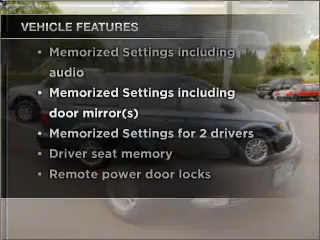 VEHICLE FEATURES
• Memorized Settings including
audio
• Memorized Settings including
door mirror(s)
• Memorized Settings for 2 drivers
• Driver seat memory
• Remote power door locks